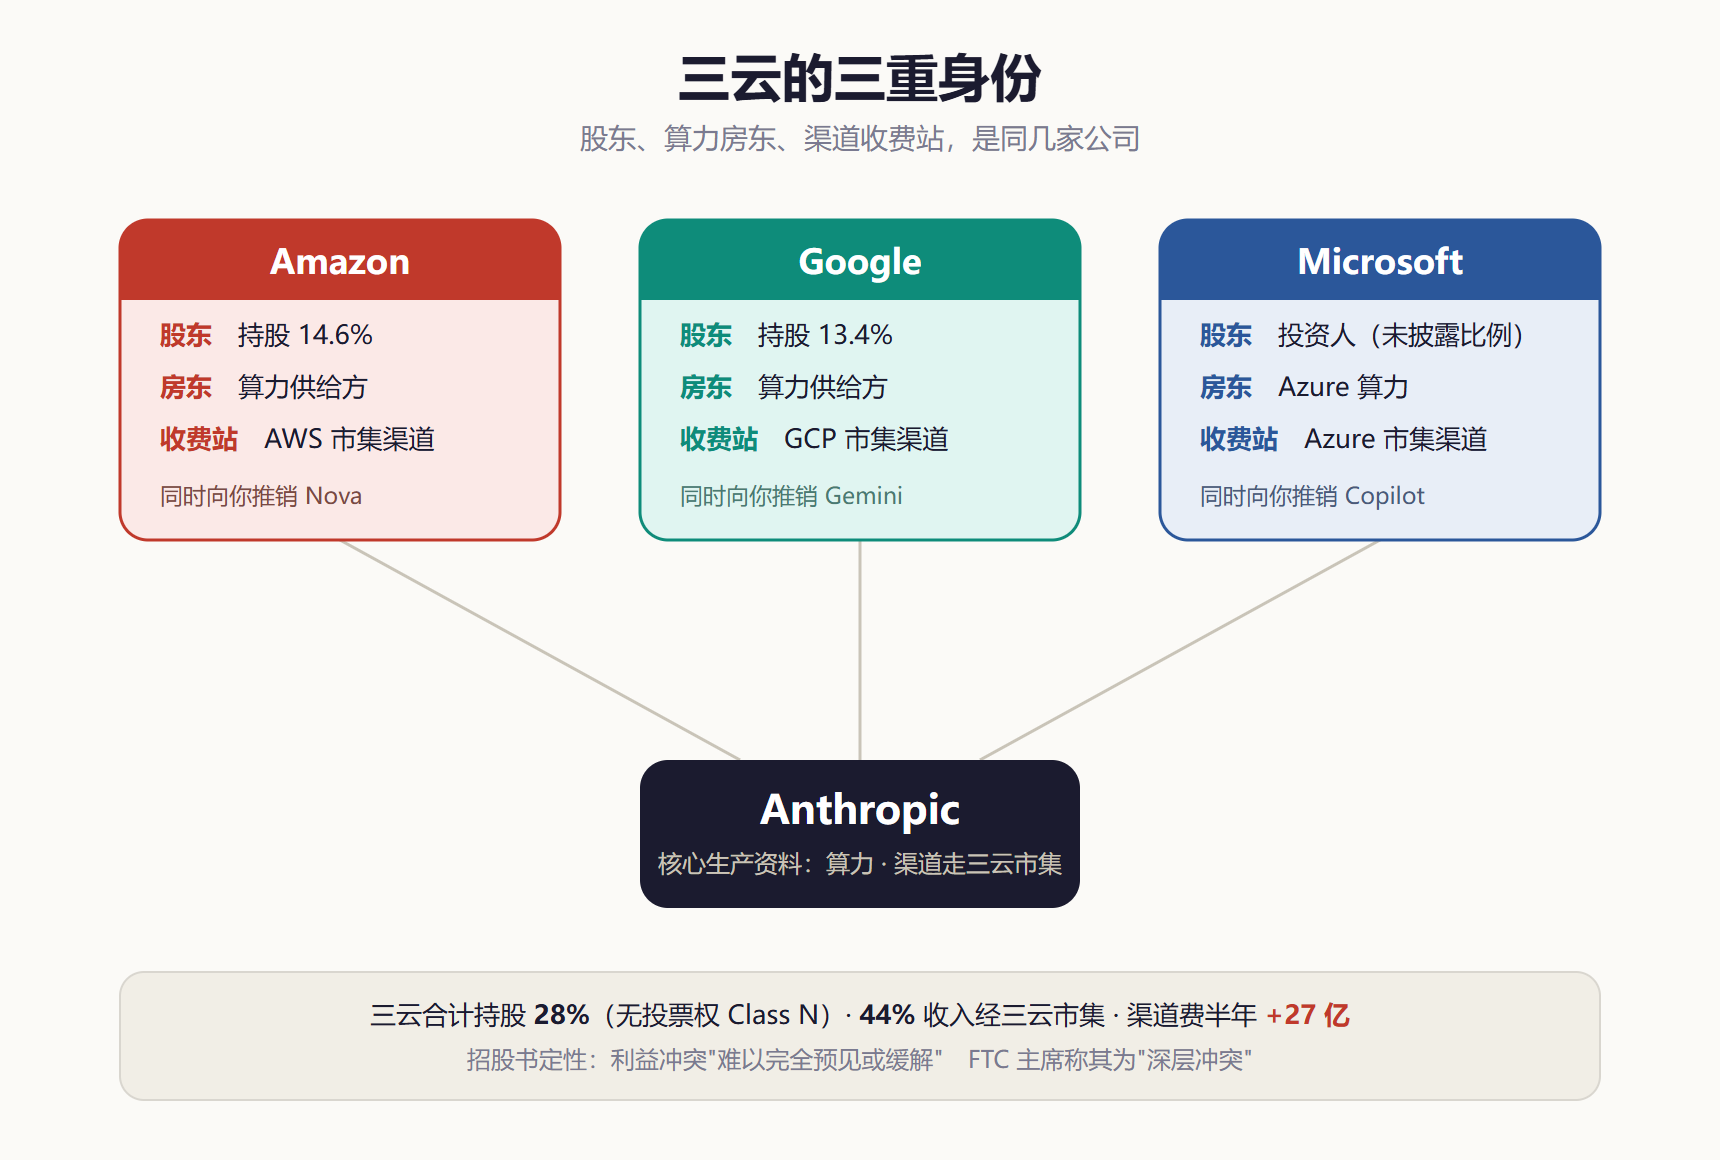 三云的三重身份
股东、算力房东、渠道收费站，是同几家公司
Amazon
股东 持股 14.6%
房东 算力供给方
收费站 AWS 市集渠道
同时向你推销 Nova
Google
股东 持股 13.4%
房东 算力供给方
收费站 GCP 市集渠道
同时向你推销 Gemini
Microsoft
股东 投资人（未披露比例）
房东 Azure 算力
收费站 Azure 市集渠道
同时向你推销 Copilot
Anthropic
核心生产资料：算力 · 渠道走三云市集
三云合计持股 28%（无投票权 Class N）· 44% 收入经三云市集 · 渠道费半年 +27 亿
招股书定性：利益冲突"难以完全预见或缓解" FTC 主席称其为"深层冲突"